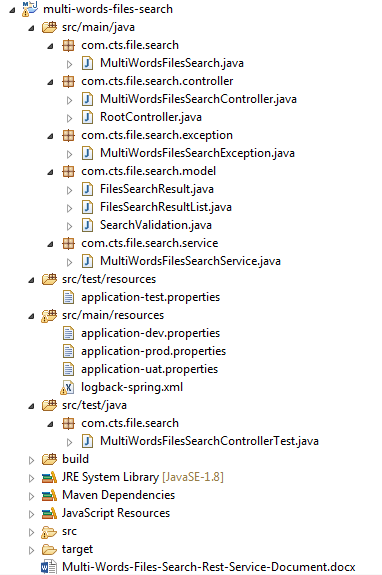 multi-words-files-search
src/main/java
com.cts.file.search
MultiWordsFilesSearch.java
com.cts.file.search.controller
MultiWordsFilesSearchController.java
RootController.java
com.cts.file.search.exception
MultiWordsFilesSearchException.java
com.cts.file.search.model
FilesSearchResult.java
FilesSearchResultList.java
SearchValidation.java
com.cts.file.search.service
MultiWordsFilesSearchService.java
src/test/resources
application-test.properties
src/main/resources
application-dev.properties
application-prod.properties
application-uat.properties
logback-spring.xml
src/test/java
com.cts.file.search
MultiWordsFilesSearchControllerTest.java
build
JRE System Library [JavaSE-1.8]
Maven Dependencies
JavaScript Resources
src
target
Multi-Words-Files-Search-Rest-Service-Document.docx